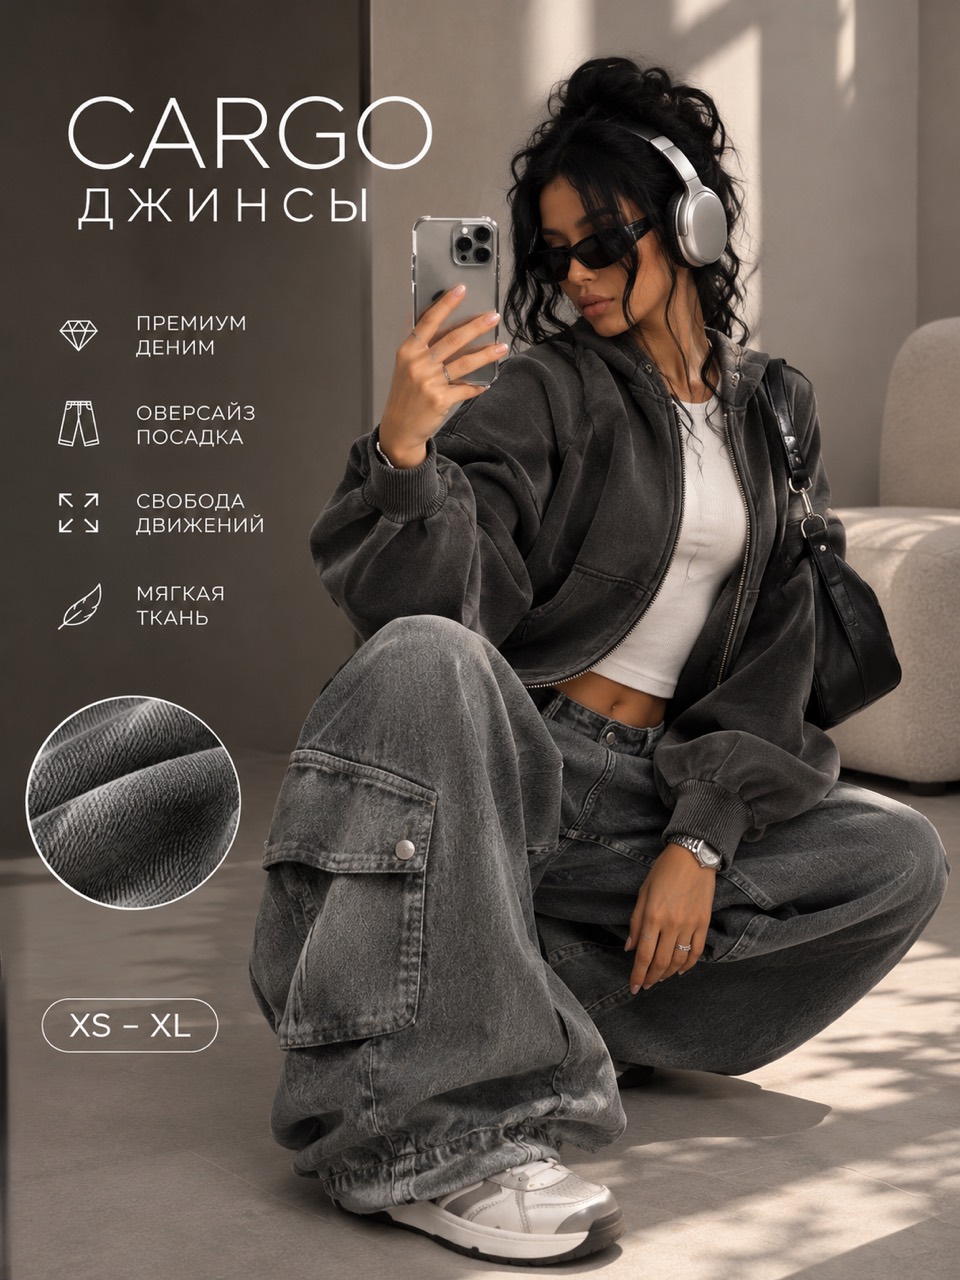 CARGO
ДЖИНСЫ
ПРЕМИУМ
ДЕНИМ
ОВЕРСАЙЗ
ПОСАДКА
СВОБОДА
ДВИЖЕНИЙ
МЯГКАЯ
ТКАНЬ
XS – XL